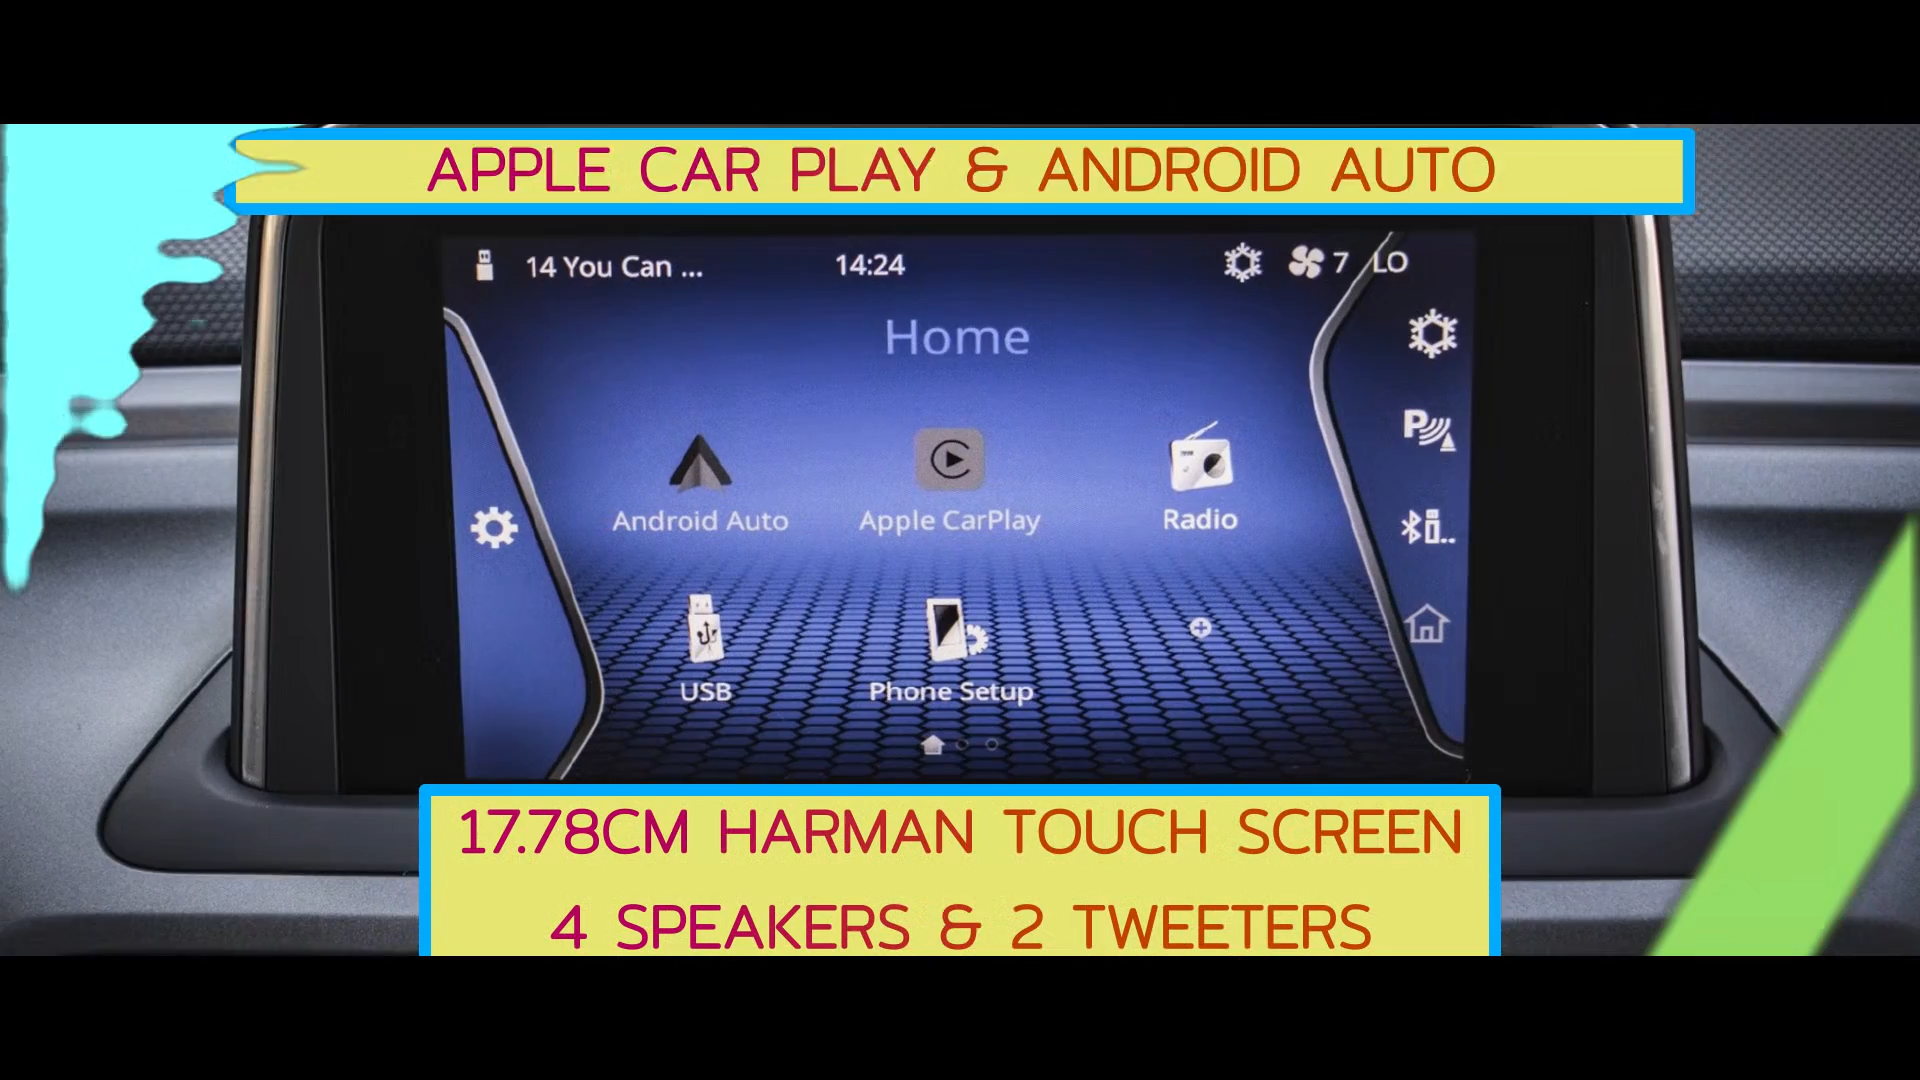 APPLE CAR PLAY & ANDROID AUTO
14 You Can ... 14:24 7 LO
Home
P
Android Auto Apple CarPlay Radio
USB Phone Setup
17.78CM HARMAN TOUCH SCREEN
4 SPEAKERS & 2 TWEETERS